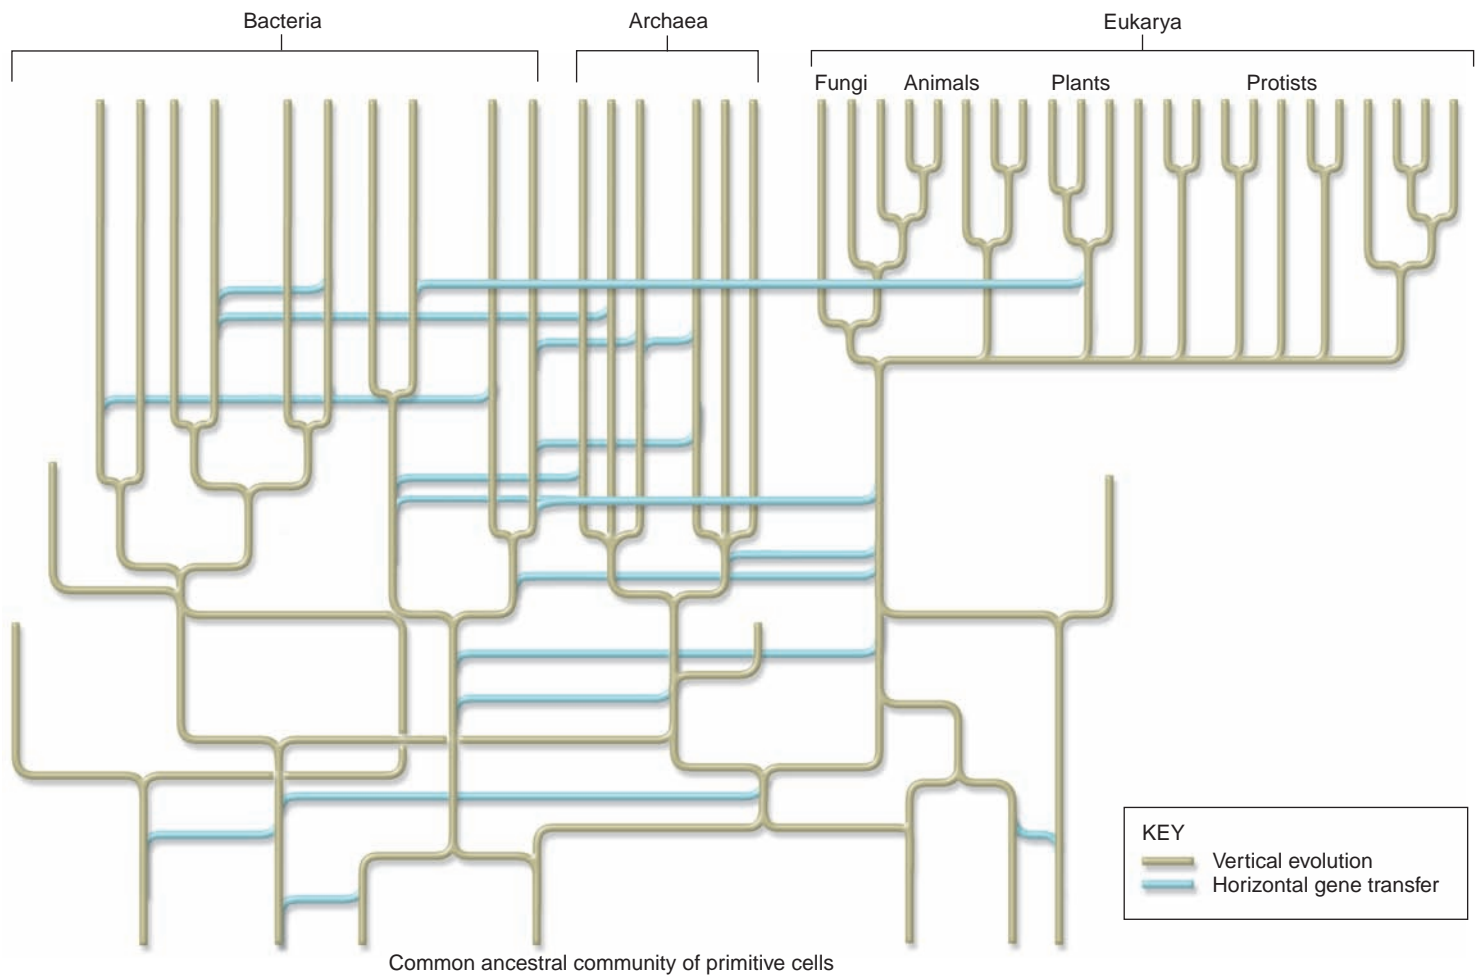 Bacteria
Archaea
Eukarya
Fungi
Animals
Plants
Protists
KEY
Vertical evolution
Horizontal gene transfer
Common ancestral community of primitive cells